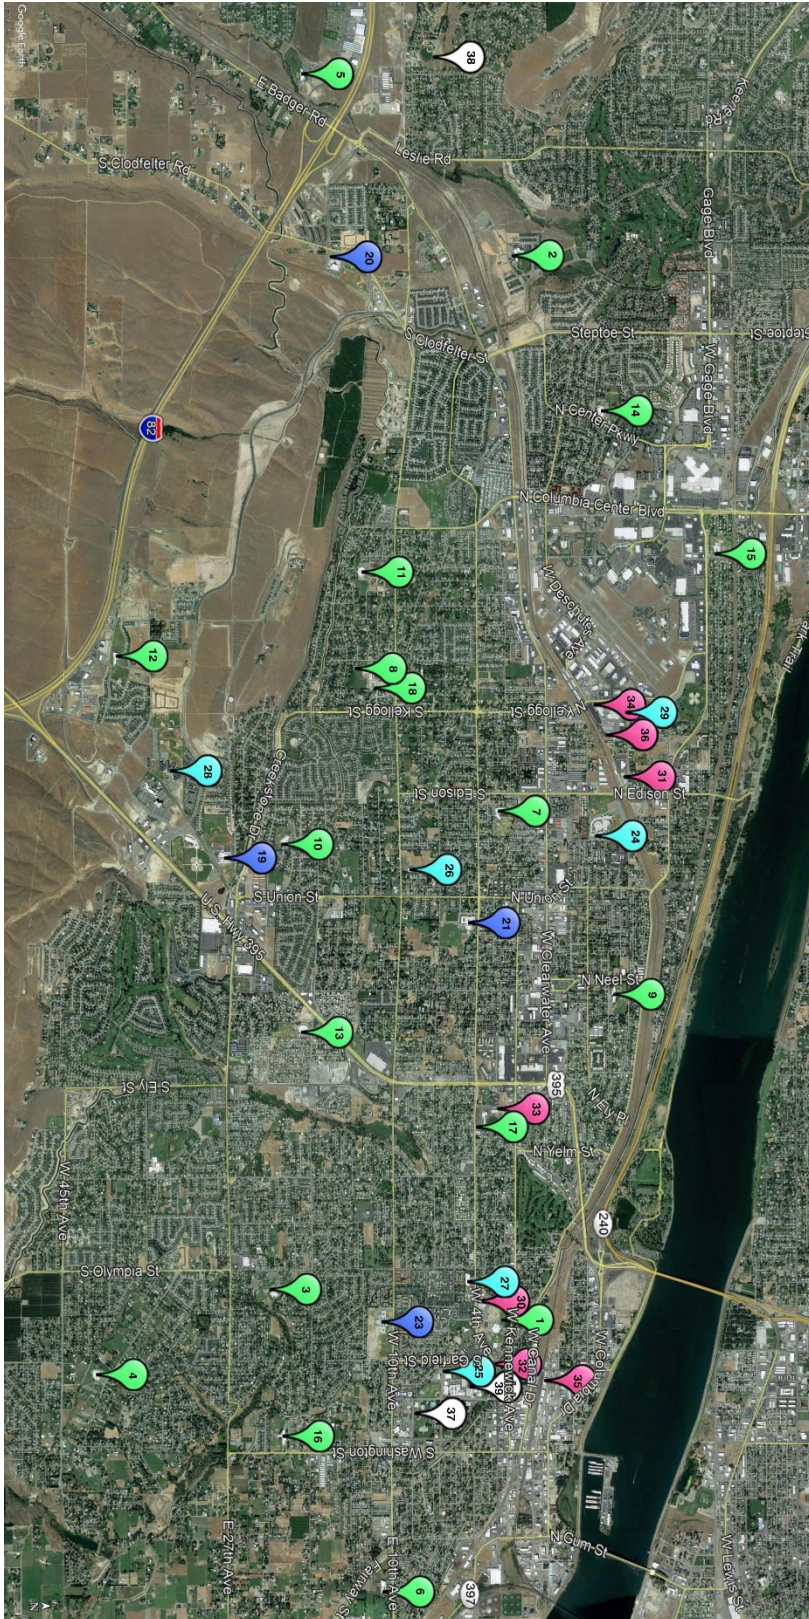 Google Earth
38
5
E Badger Rd
Leslie Rd
Keene Rd
S Clodfelter Rd
Gage Blvd
20
2
Steptoe St
Steptoe St
S Clodfelter St
W Gage Blvd
14
N Center Pkwy
82
N Columbia Center Blvd
15
11
W Deschutes Ave
12
8
18
S Kellogg St
N Kellogg St
34
29
36
31
28
Creekstone Dr
S Edison St
7
N Edison St
24
10
19
26
S Union St
N Union St
21
U.S. Hwy 395
W Clearwater Ave
N Neel St
9
13
S Ely St
395
33
N Ely Pl
17
N Yelm St
W 45th Ave
240
S Olympia St
3
27
30
1
23
W 4th Ave
W Kennewick Ave
W Canal Dr
W Columbia Dr
4
W 10th Ave
S Garfield St
25
32
39
35
37
16
S Washington St
E 27th Ave
E 10th Ave
N Gum St
W Lewis St
6
397
Fairway St
N